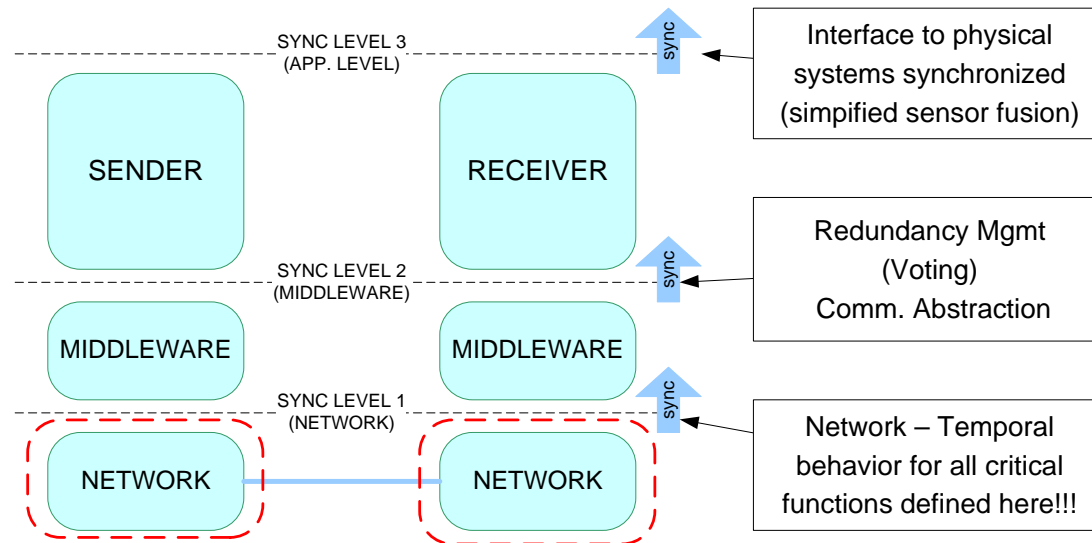 SYNC LEVEL 3
(APP. LEVEL)
sync
Interface to physical
systems synchronized
(simpified sensor fusion)
SENDER
RECEIVER
SYNC LEVEL 2
(MIDDLEWARE)
sync
Redundancy Mgmt
(Voting)
Comm. Abstraction
MIDDLEWARE
MIDDLEWARE
SYNC LEVEL 1
(NETWORK)
sync
Network – Temporal
behavior for all critical
functions defined here!!!
NETWORK
NETWORK